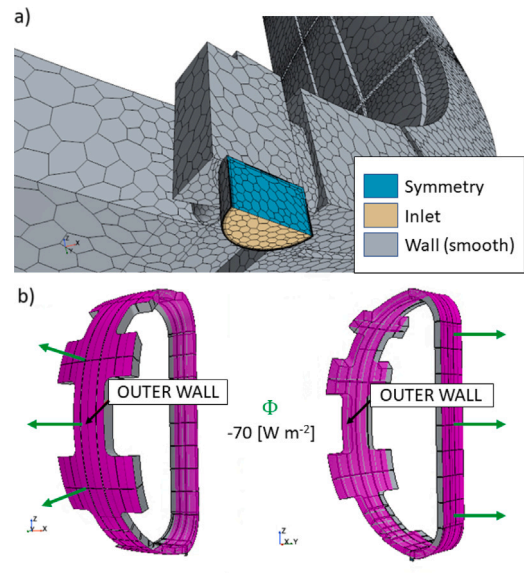 a)
Symmetry
Inlet
Wall (smooth)
Z
X
Y
b)
OUTER WALL
Φ
-70 [W m⁻²]
OUTER WALL
Z
Y X
Z
X Y